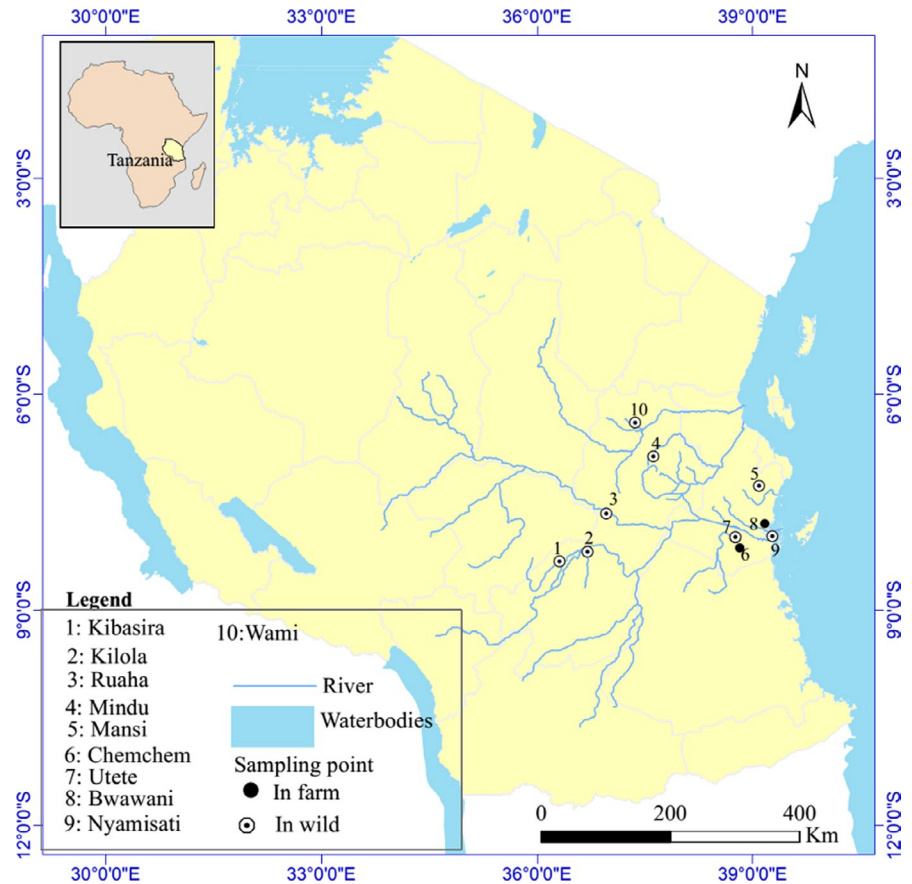 30°0'0"E 33°0'0"E 36°0'0"E 39°0'0"E
N
Tanzania
3°0'0"S 3°0'0"S
6°0'0"S 6°0'0"S
10
4
5
3
8
7
9
6
2
1
9°0'0"S 9°0'0"S
Legend
1: Kibasira
2: Kilola
3: Ruaha
4: Mindu
5: Mansi
6: Chemchem
7: Utete
8: Bwawani
9: Nyamisati
10:Wami
River
Waterbodies
Sampling point
In farm
In wild
0 200 400
Km
12°0'0"S 12°0'0"S
30°0'0"E 33°0'0"E 36°0'0"E 39°0'0"E